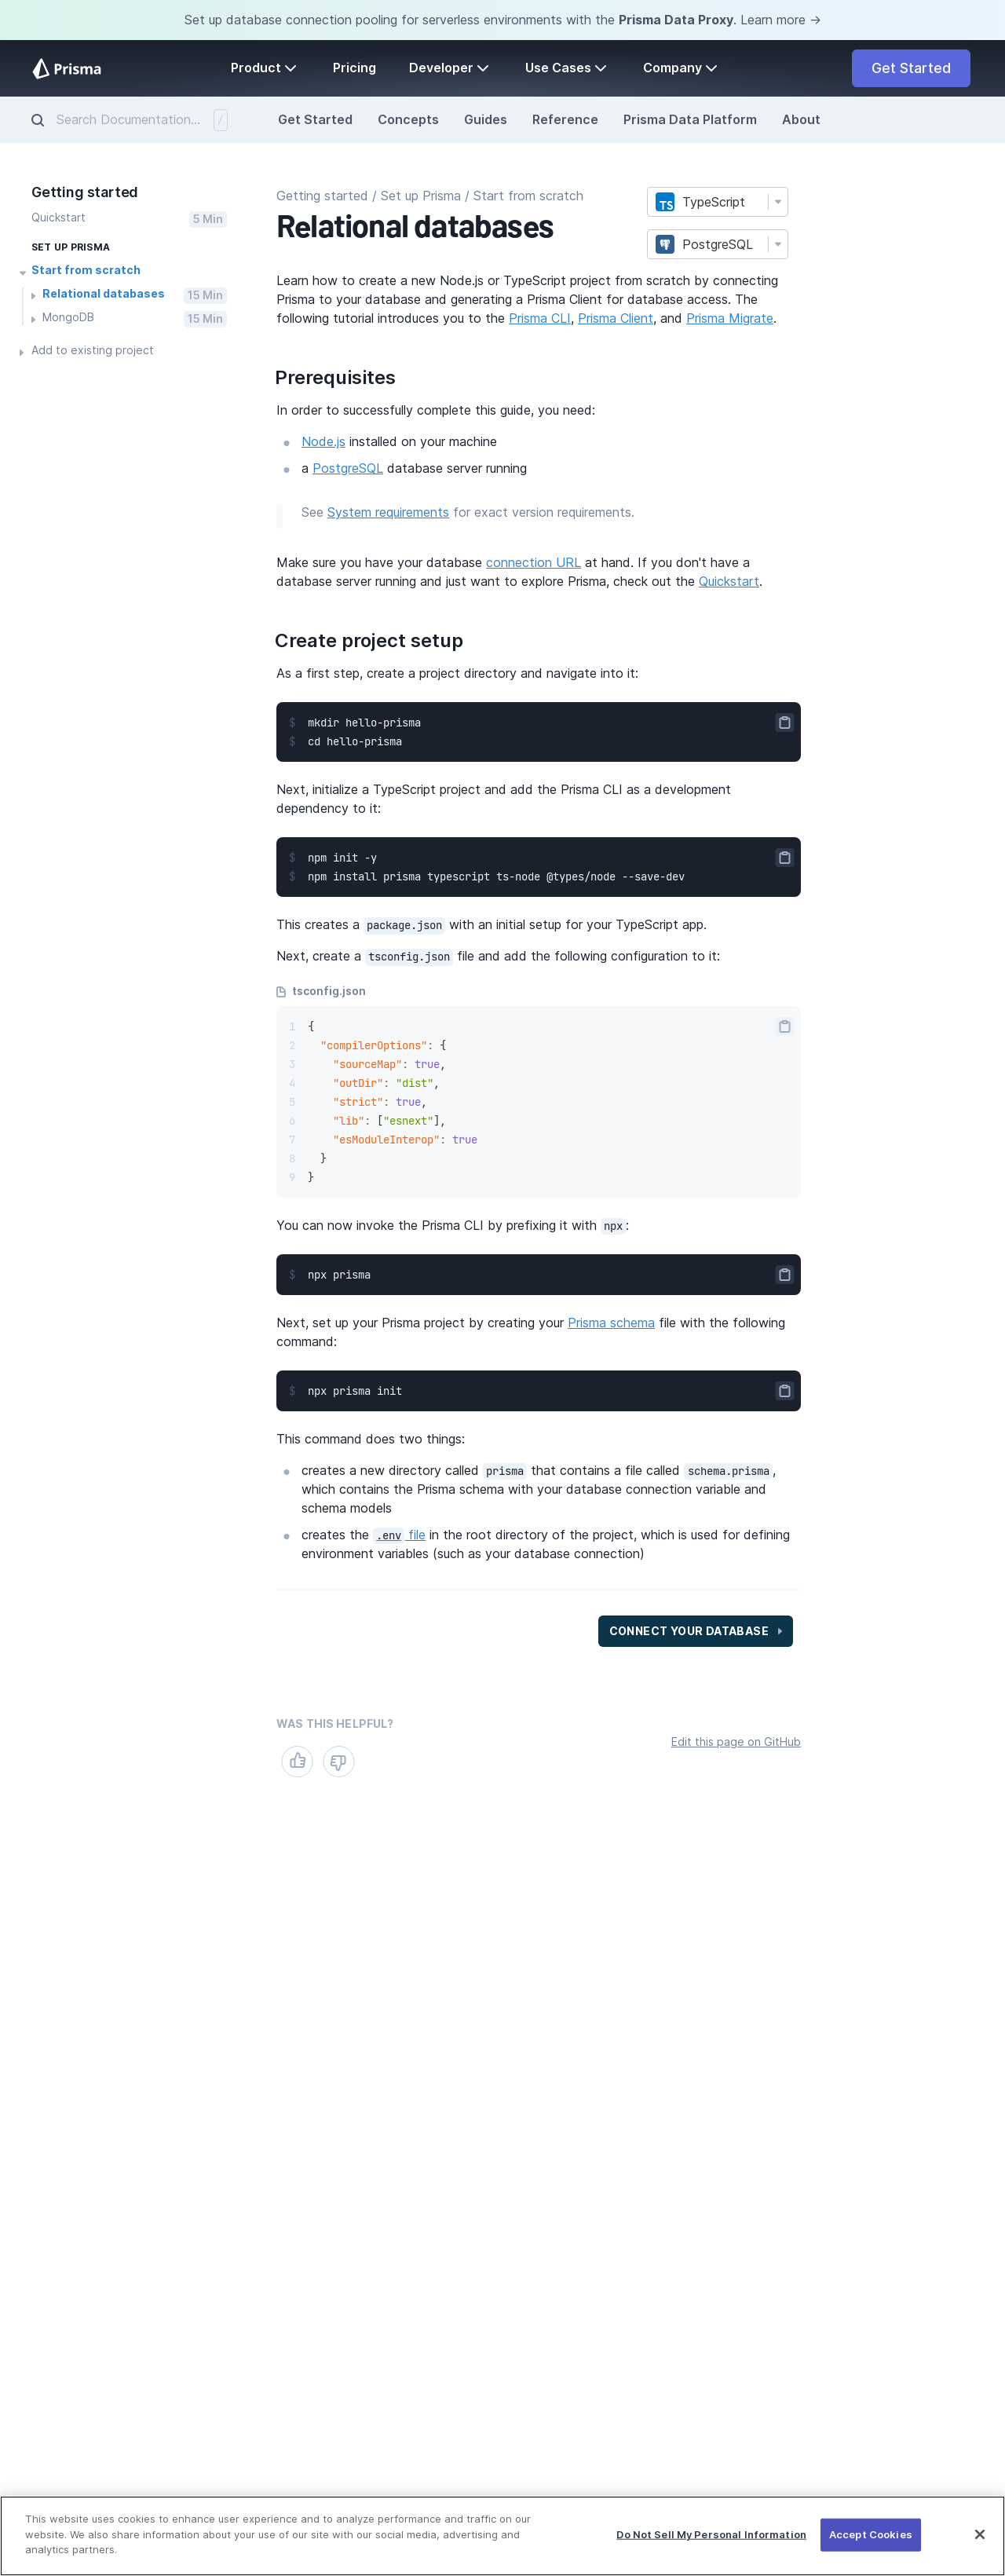 Set up database connection pooling for serverless environments with the Prisma Data Proxy. Learn more →
Prisma
Product
Pricing
Developer
Use Cases
Company
Get Started
Search Documentation...
/
Get Started
Concepts
Guides
Reference
Prisma Data Platform
About
Getting started
Quickstart
5 Min
SET UP PRISMA
Start from scratch
Relational databases
15 Min
MongoDB
15 Min
Add to existing project
Getting started / Set up Prisma / Start from scratch
Relational databases
TS TypeScript
PostgreSQL
Learn how to create a new Node.js or TypeScript project from scratch by connecting
Prisma to your database and generating a Prisma Client for database access. The
following tutorial introduces you to the Prisma CLI, Prisma Client, and Prisma Migrate.
Prerequisites
In order to successfully complete this guide, you need:
Node.js installed on your machine
a PostgreSQL database server running
See System requirements for exact version requirements.
Make sure you have your database connection URL at hand. If you don't have a
database server running and just want to explore Prisma, check out the Quickstart.
Create project setup
As a first step, create a project directory and navigate into it:
$ mkdir hello-prisma
$ cd hello-prisma
Next, initialize a TypeScript project and add the Prisma CLI as a development
dependency to it:
$ npm init -y
$ npm install prisma typescript ts-node @types/node --save-dev
This creates a package.json with an initial setup for your TypeScript app.
Next, create a tsconfig.json file and add the following configuration to it:
tsconfig.json
1 {
2 "compilerOptions": {
3 "sourceMap": true,
4 "outDir": "dist",
5 "strict": true,
6 "lib": ["esnext"],
7 "esModuleInterop": true
8 }
9 }
You can now invoke the Prisma CLI by prefixing it with npx:
$ npx prisma
Next, set up your Prisma project by creating your Prisma schema file with the following
command:
$ npx prisma init
This command does two things:
creates a new directory called prisma that contains a file called schema.prisma,
which contains the Prisma schema with your database connection variable and
schema models
creates the .env file in the root directory of the project, which is used for defining
environment variables (such as your database connection)
CONNECT YOUR DATABASE
WAS THIS HELPFUL?
Edit this page on GitHub
This website uses cookies to enhance user experience and to analyze performance and traffic on our
website. We also share information about your use of our site with our social media, advertising and
analytics partners.
Do Not Sell My Personal Information
Accept Cookies